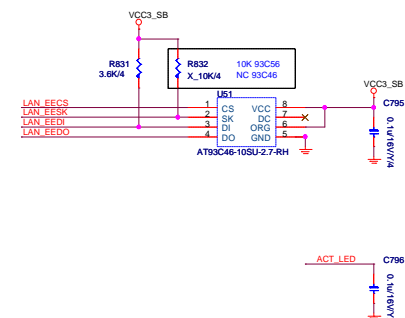 VCC3_SB
R831
3.6K/4
R832
X_10K/4
10K 93C56
NC 93C46
U51
VCC3_SB
LAN_EECS
LAN_EESK
LAN_EEDI
LAN_EEDO
1 CS VCC 8
2 SK DC 7
3 DI ORG 6
4 DO GND 5
AT93C46-10SU-2.7-RH
C795
0.1u/16V/Y/4
ACT_LED
C796
0.1u/16V/Y